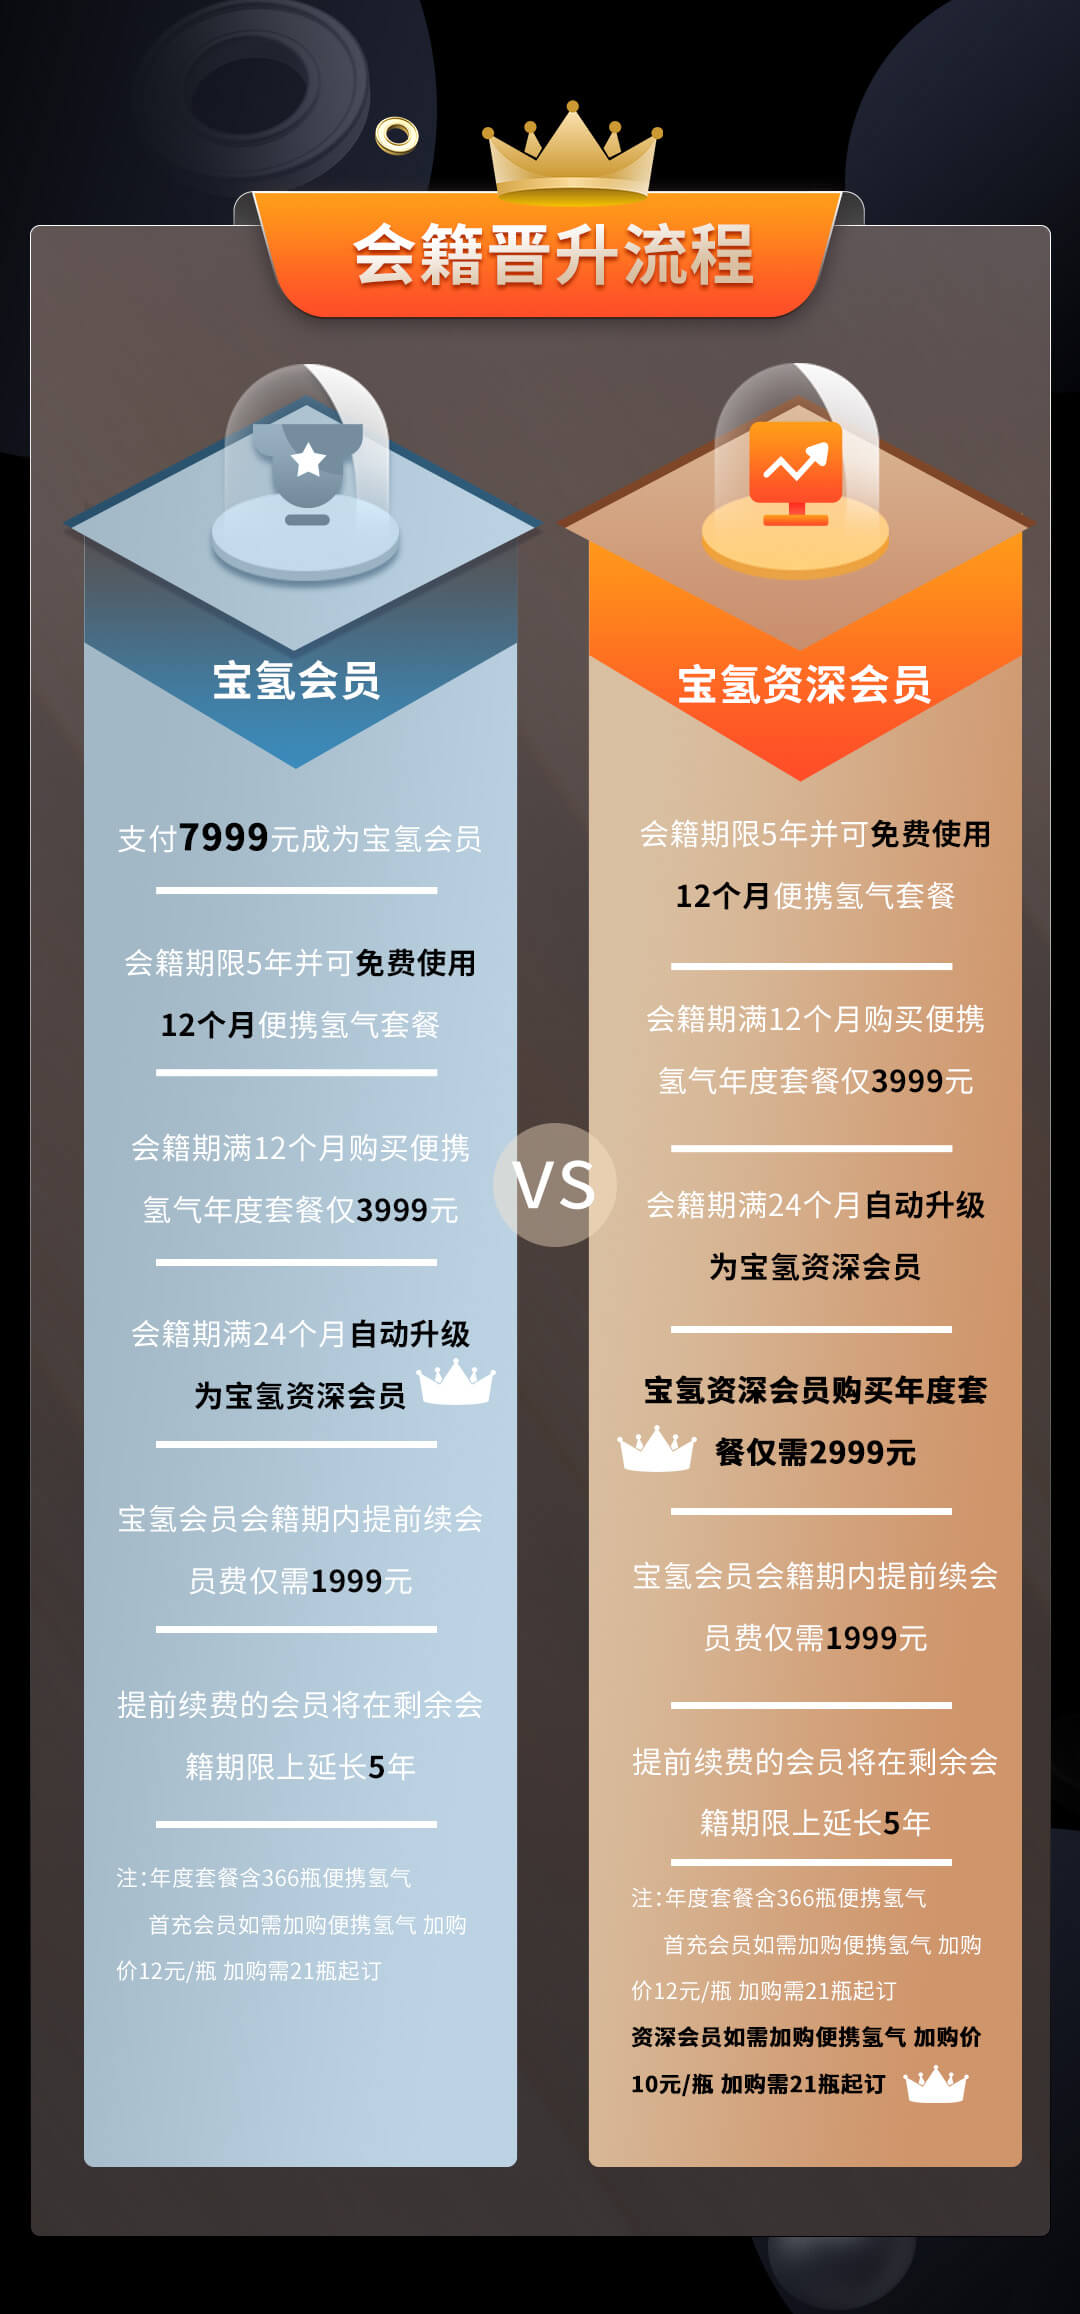 会籍晋升流程
宝氢会员
支付7999元成为宝氢会员
会籍期限5年并可免费使用
12个月便携氢气套餐
会籍期满12个月购买便携
氢气年度套餐仅3999元
会籍期满24个月自动升级
为宝氢资深会员
宝氢会员会籍期内提前续会
员费仅需1999元
提前续费的会员将在剩余会
籍期限上延长5年
注:年度套餐含366瓶便携氢气
首充会员如需加购便携氢气 加购
价12元/瓶 加购需21瓶起订
VS
宝氢资深会员
会籍期限5年并可免费使用
12个月便携氢气套餐
会籍期满12个月购买便携
氢气年度套餐仅3999元
会籍期满24个月自动升级
为宝氢资深会员
宝氢资深会员购买年度套
餐仅需2999元
宝氢会员会籍期内提前续会
员费仅需1999元
提前续费的会员将在剩余会
籍期限上延长5年
注:年度套餐含366瓶便携氢气
首充会员如需加购便携氢气 加购
价12元/瓶 加购需21瓶起订
资深会员如需加购便携氢气 加购价
10元/瓶 加购需21瓶起订